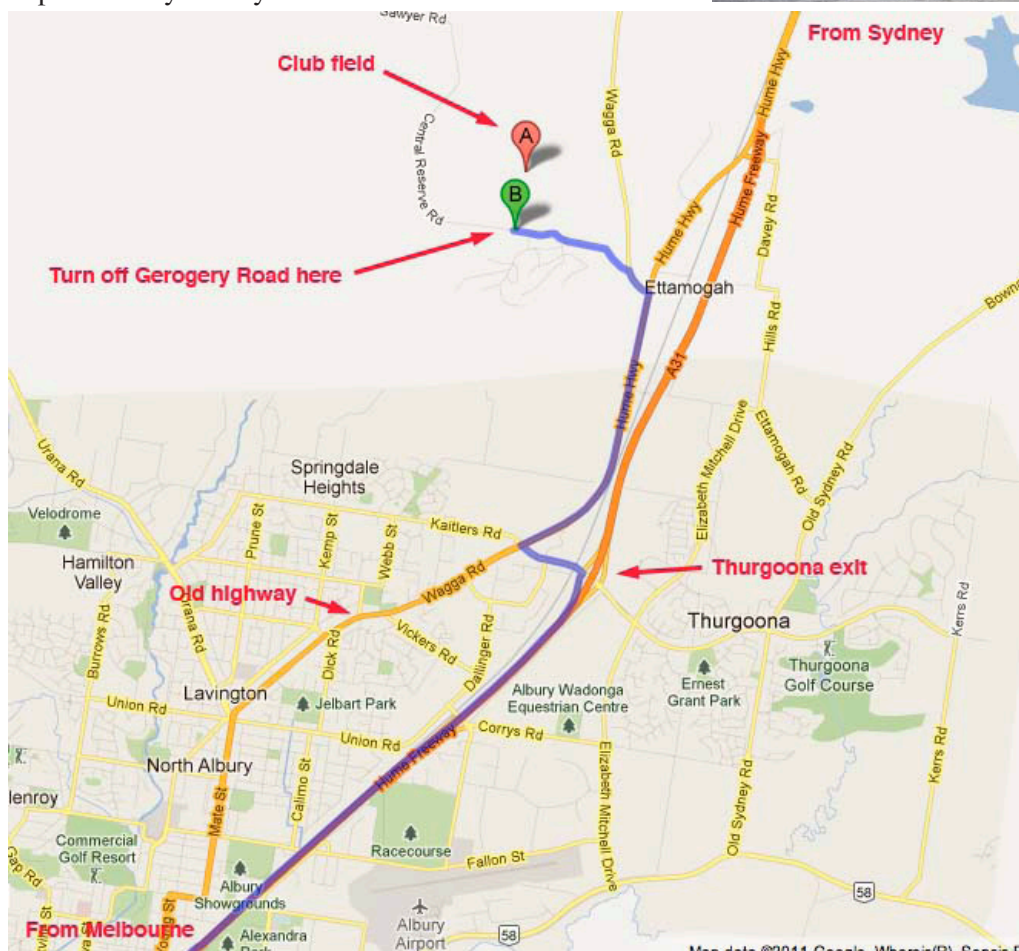 Sawyer Rd
From Sydney
Club field
Hume Hwy
Wagga Rd
Central Reserve Rd
A
B
Hume Freeway
Hume Hwy
Davey Rd
Turn off Gerogery Road here
Ettamogah
Hills Rd
A31
Hume Hwy
Elizabeth Mitchell Drive
Ettamogah Rd
Old Sydney Rd
Urana Rd
Springdale
Heights
Velodrome
Prune St
Kemp St
Webb St
Kaitlers Rd
Hamilton
Valley
Wagga Rd
Thurgoona exit
Old highway
Urana Rd
Burrows Rd
Dick Rd
Vickers Rd
Dallinger Rd
Thurgoona
Kerrs Rd
Thurgoona
Golf Course
Ernest
Grant Park
Albury Wadonga
Equestrian Centre
Lavington
Jelbart Park
Union Rd
Union Rd
Corrys Rd
Hume Freeway
North Albury
Calimo St
Mate St
Elizabeth Mitchell Drive
Old Sydney Rd
Kerrs Rd
Commercial
Golf Resort
Racecourse
Fallon St
Albury
Showgrounds
58
From Melbourne
Alexandra
Albury
Airport
58